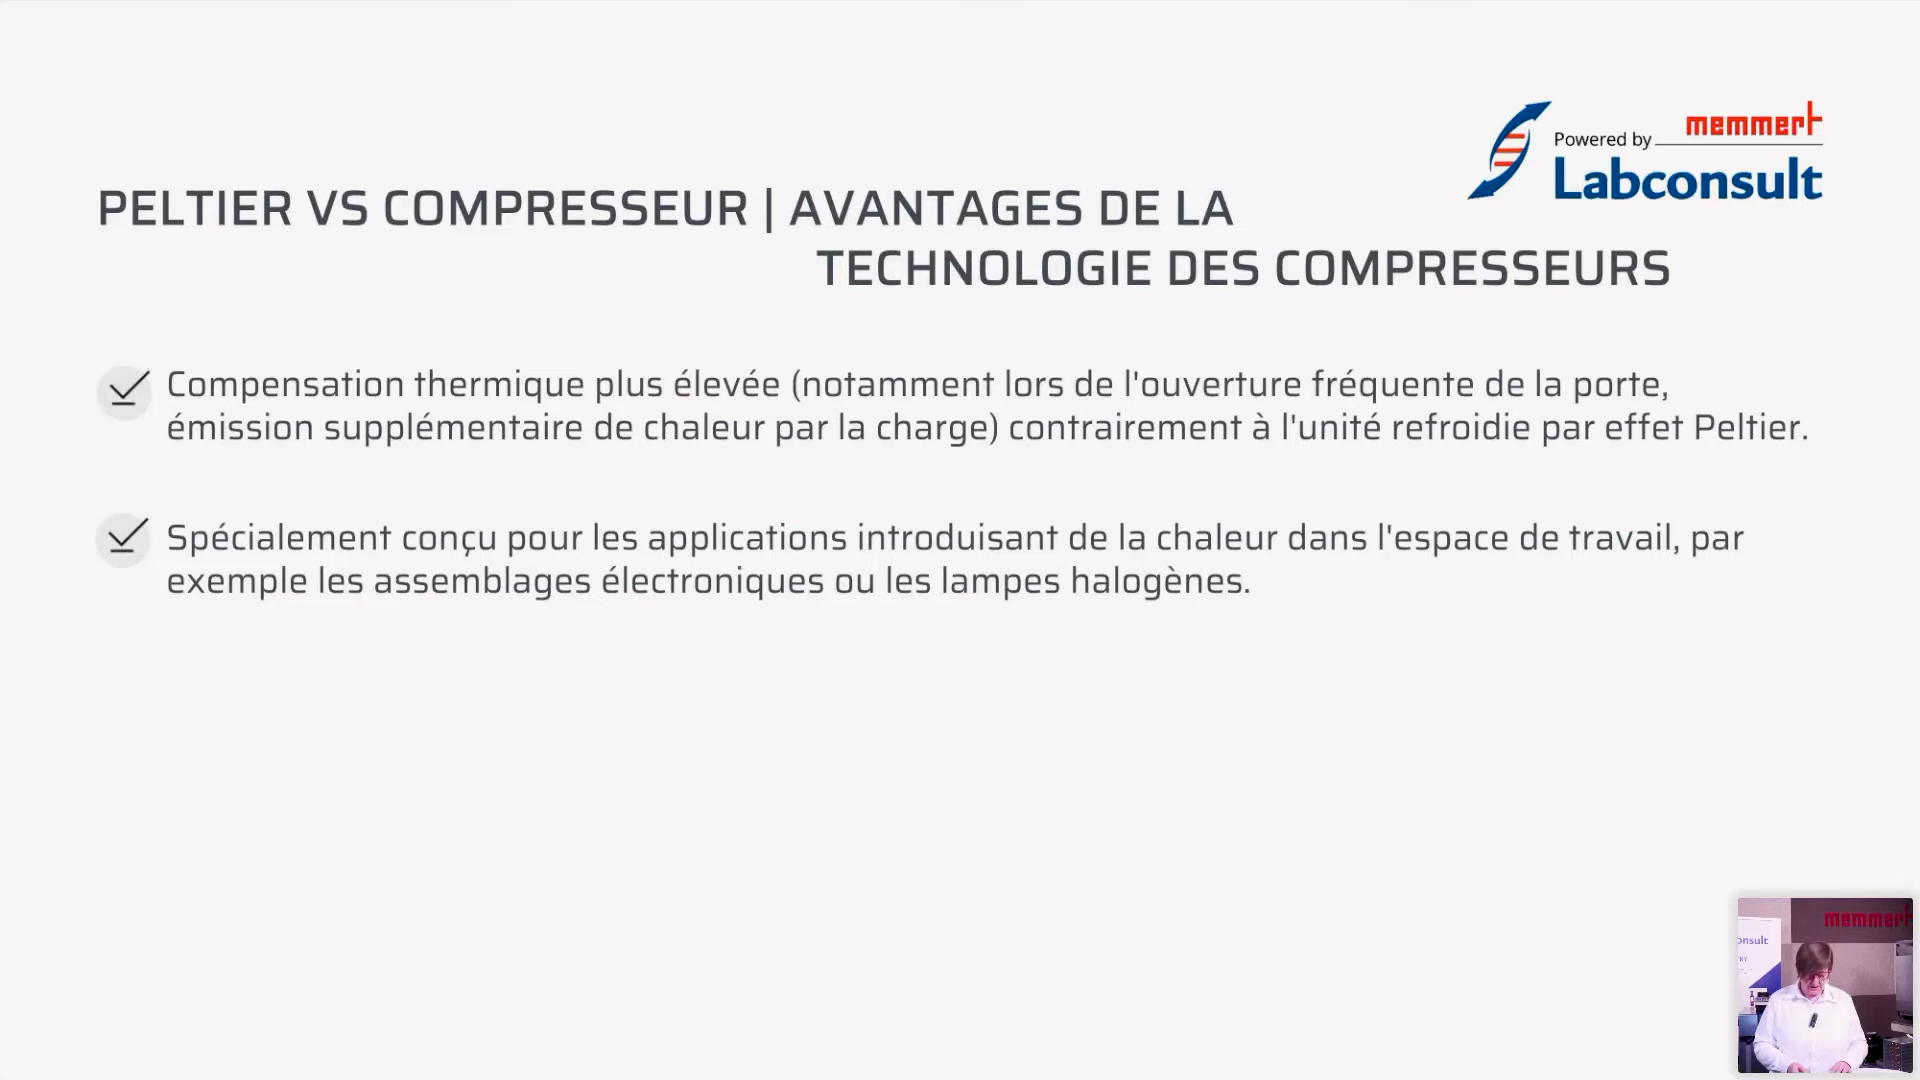 memmert
Powered by
Labconsult
PELTIER VS COMPRESSEUR | AVANTAGES DE LA
TECHNOLOGIE DES COMPRESSEURS
Compensation thermique plus élevée (notamment lors de l'ouverture fréquente de la porte,
émission supplémentaire de chaleur par la charge) contrairement à l'unité refroidie par effet Peltier.
Spécialement conçu pour les applications introduisant de la chaleur dans l'espace de travail, par
exemple les assemblages électroniques ou les lampes halogènes.
memmert
onsult